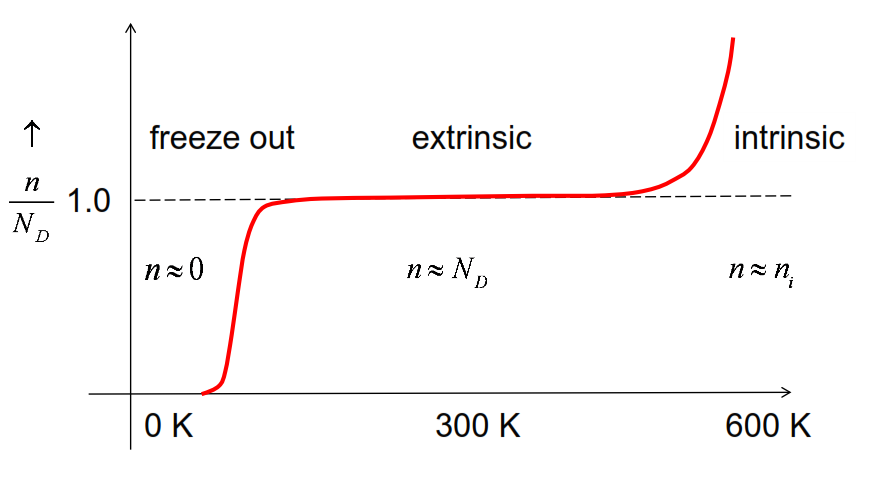 freeze out extrinsic intrinsic
↑
n
N_D
1.0
n ≈ 0 n ≈ N_D n ≈ n_i
0 K 300 K 600 K